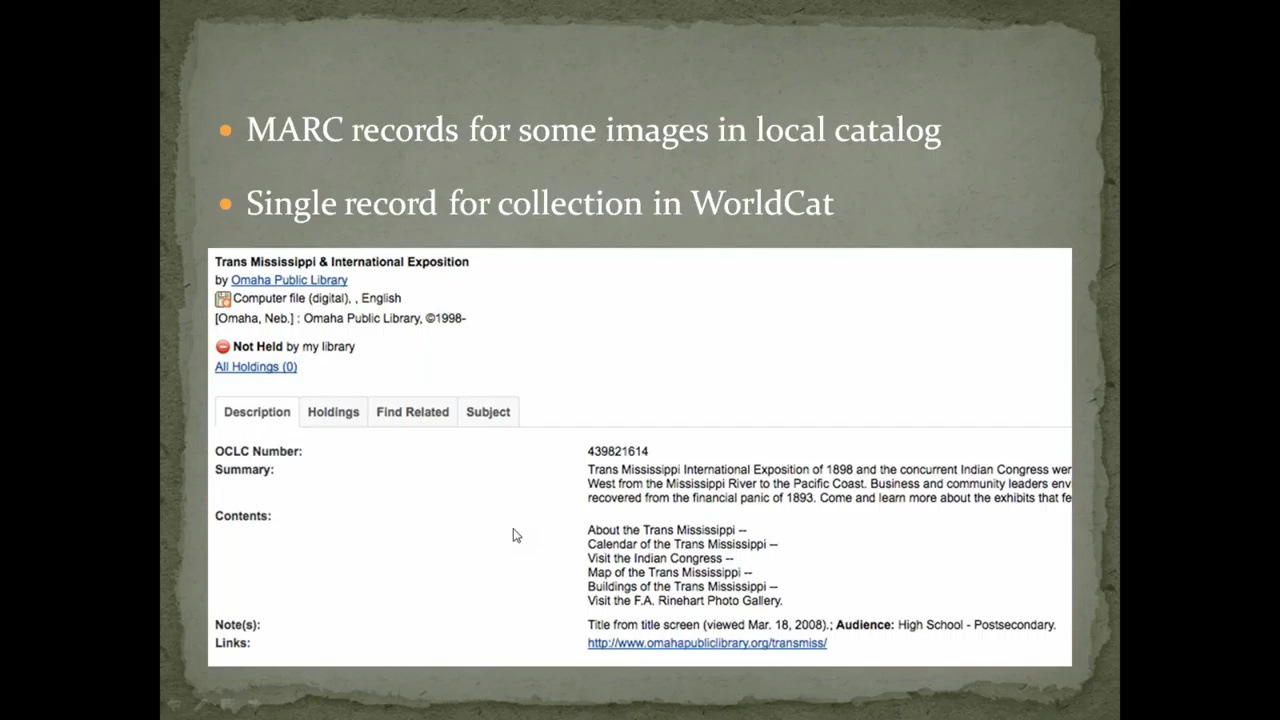 MARC records for some images in local catalog
Single record for collection in WorldCat
Trans Mississippi & International Exposition
by Omaha Public Library
Computer file (digital), , English
[Omaha, Neb.] : Omaha Public Library, ©1998-
Not Held by my library
All Holdings (0)
Description Holdings Find Related Subject
OCLC Number: 439821614
Summary: Trans Mississippi International Exposition of 1898 and the concurrent Indian Congress wer
West from the Mississippi River to the Pacific Coast. Business and community leaders env
recovered from the financial panic of 1893. Come and learn more about the exhibits that fe
Contents:
About the Trans Mississippi --
Calendar of the Trans Mississippi --
Visit the Indian Congress --
Map of the Trans Mississippi --
Buildings of the Trans Mississippi --
Visit the F.A. Rinehart Photo Gallery.
Note(s): Title from title screen (viewed Mar. 18, 2008).; Audience: High School - Postsecondary.
Links: http://www.omahapubliclibrary.org/transmiss/